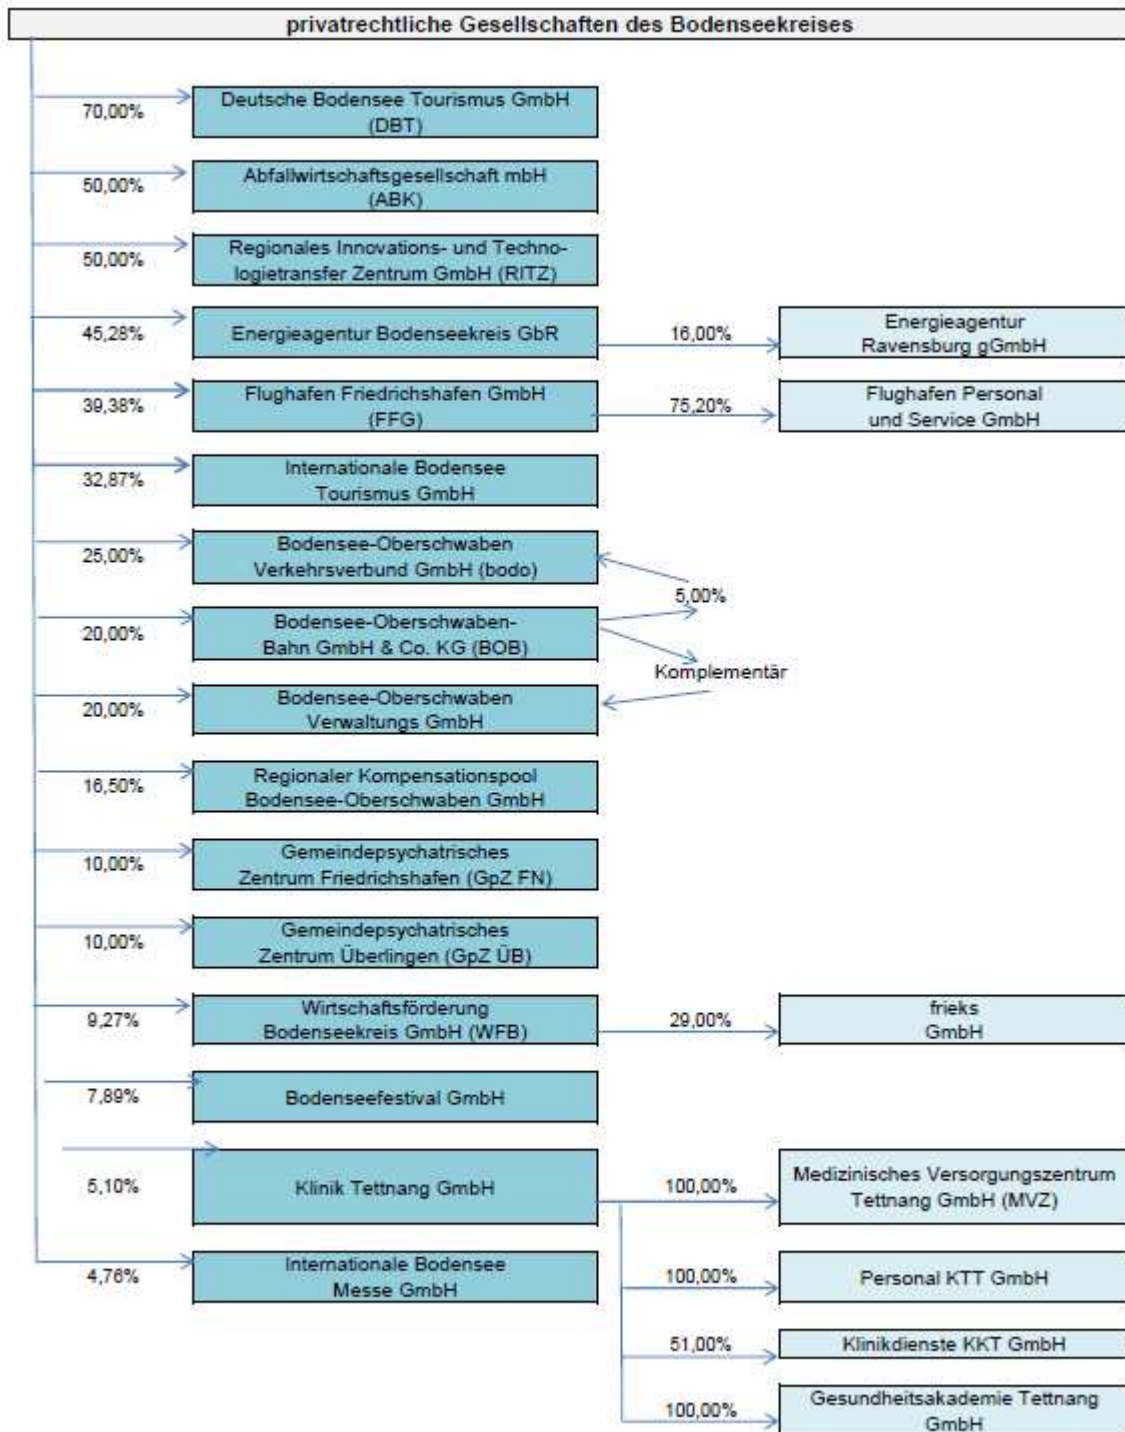 privatrechtliche Gesellschaften des Bodenseekreises
70,00%
Deutsche Bodensee Tourismus GmbH
(DBT)
50,00%
Abfallwirtschaftsgesellschaft mbH
(ABK)
50,00%
Regionales Innovations- und Techno-
logietransfer Zentrum GmbH (RITZ)
45,28%
Energieagentur Bodenseekreis GbR
16,00%
Energieagentur
Ravensburg gGmbH
39,38%
Flughafen Friedrichshafen GmbH
(FFG)
75,20%
Flughafen Personal
und Service GmbH
32,87%
Internationale Bodensee
Tourismus GmbH
25,00%
Bodensee-Oberschwaben
Verkehrsverbund GmbH (bodo)
5,00%
20,00%
Bodensee-Oberschwaben-
Bahn GmbH & Co. KG (BOB)
Komplementär
20,00%
Bodensee-Oberschwaben
Verwaltungs GmbH
16,50%
Regionaler Kompensationspool
Bodensee-Oberschwaben GmbH
10,00%
Gemeindepsychatrisches
Zentrum Friedrichshafen (GpZ FN)
10,00%
Gemeindepsychatrisches
Zentrum Überlingen (GpZ ÜB)
9,27%
Wirtschaftsförderung
Bodenseekreis GmbH (WFB)
29,00%
frieks
GmbH
7,89%
Bodenseefestival GmbH
5,10%
Klinik Tettnang GmbH
100,00%
Medizinisches Versorgungszentrum
Tettnang GmbH (MVZ)
4,76%
Internationale Bodensee
Messe GmbH
100,00%
Personal KTT GmbH
51,00%
Klinikdienste KKT GmbH
100,00%
Gesundheitsakademie Tettnang
GmbH